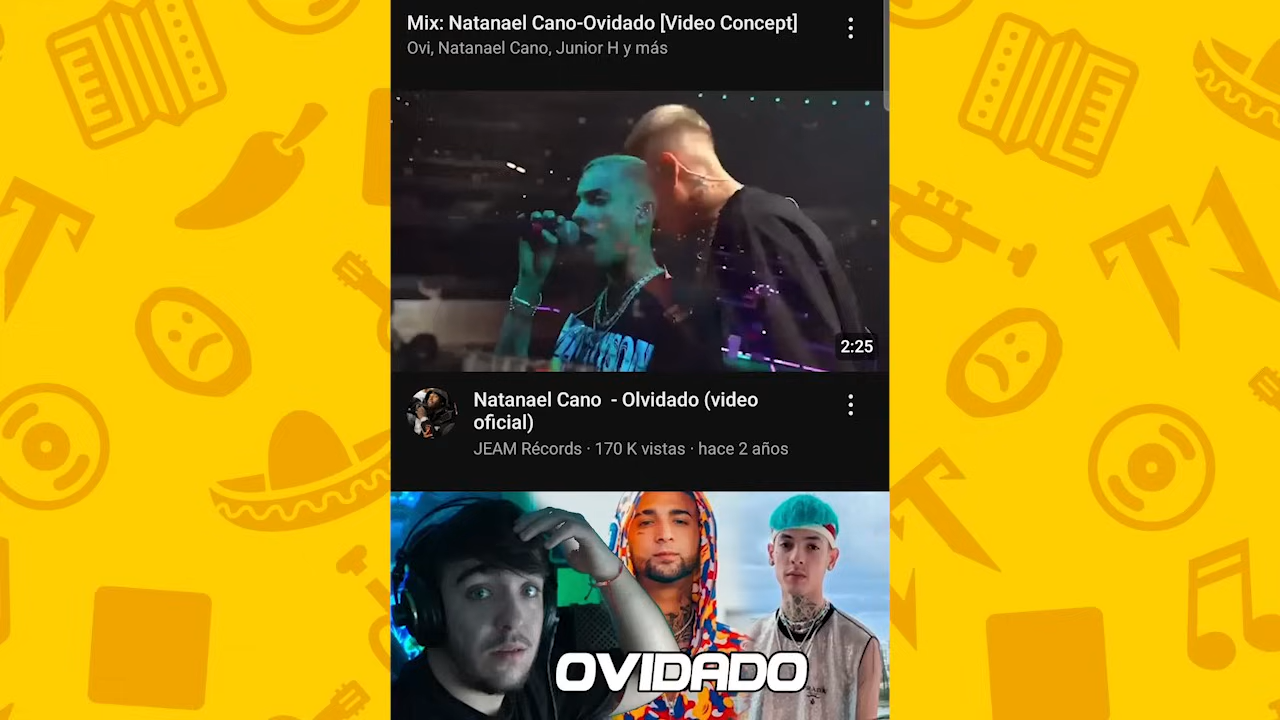 Mix: Natanael Cano-Ovidado [Video Concept]
Ovi, Natanael Cano, Junior H y más
2:25
Natanael Cano - Olvidado (video
oficial)
JEAM Récords · 170 K vistas · hace 2 años
OVIDADO